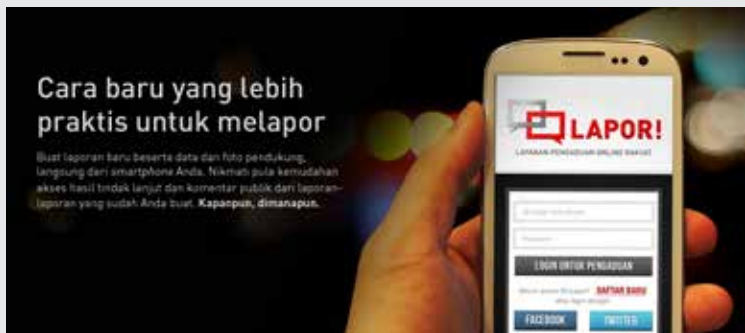 Cara baru yang lebih
praktis untuk melapor
Buat laporan baru beserta data dan foto pendukung,
langsung dari smartphone Anda. Nikmati pula kemudahan
akses hasil tindak lanjut dan komentar publik dari laporan-
laporan yang sudah Anda buat. Kapanpun, dimanapun.
LAPOR!
LAYANAN PENGADUAN ONLINE RAKYAT
LOGIN UNTUK PENGADUAN
DAFTAR BARU
FACEBOOK
TWITTER